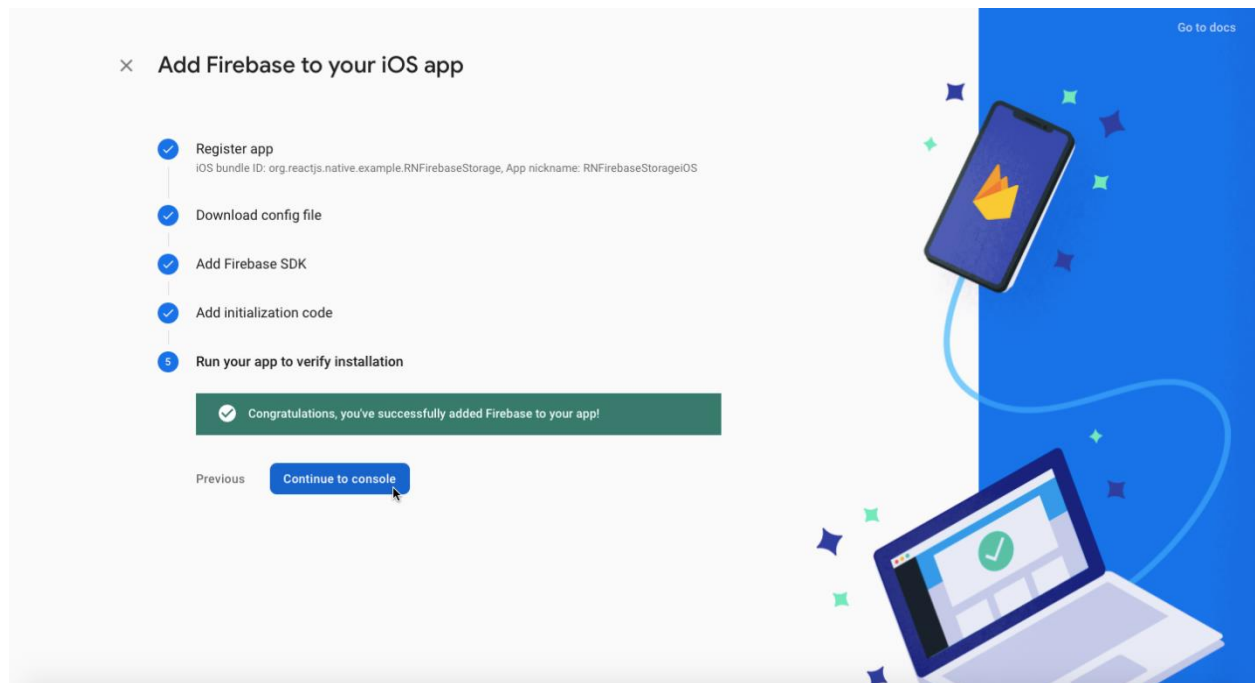 Go to docs
Add Firebase to your iOS app
Register app
iOS bundle ID: org.reactjs.native.example.RNFirebaseStorage, App nickname: RNFirebaseStorageiOS
Download config file
Add Firebase SDK
Add initialization code
5 Run your app to verify installation
Congratulations, you've successfully added Firebase to your app!
Previous Continue to console